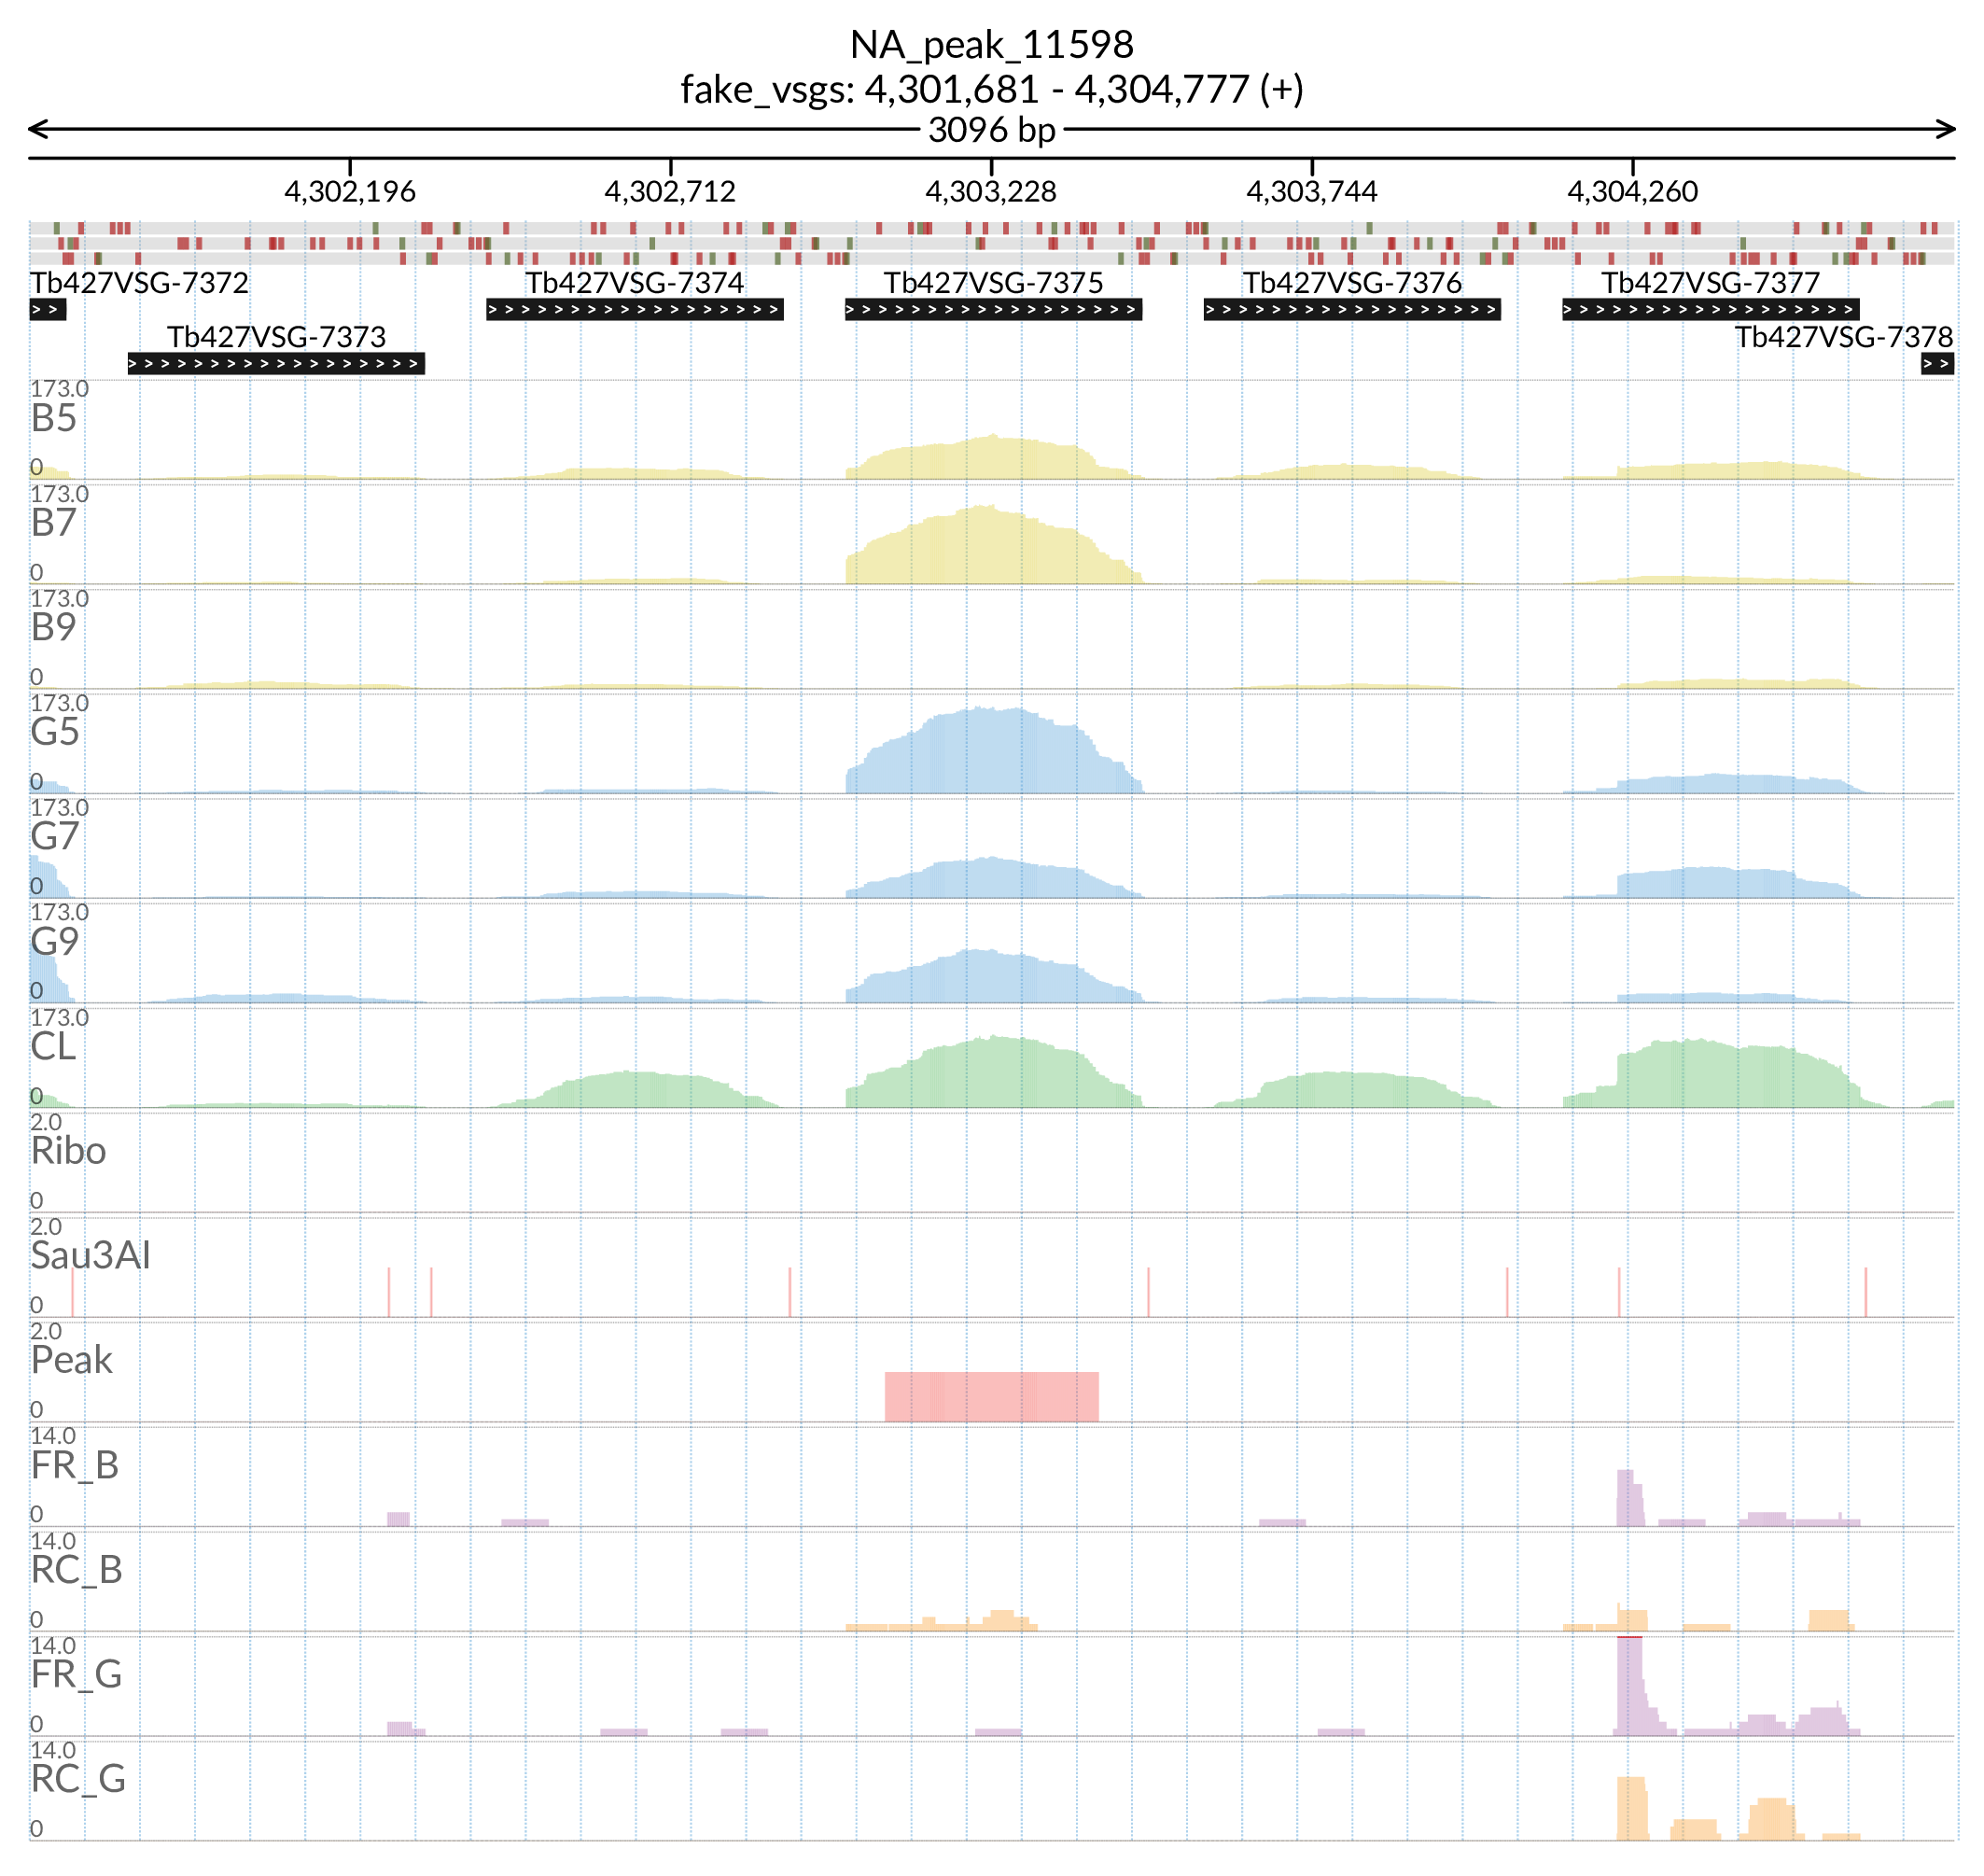 NA_peak_11598
fake_vsgs: 4,301,681 - 4,304,777 (+)
3096 bp
4,302,196 4,302,712 4,303,228 4,303,744 4,304,260
Tb427VSG-7372 Tb427VSG-7374 Tb427VSG-7375 Tb427VSG-7376 Tb427VSG-7377
Tb427VSG-7373 Tb427VSG-7378
173.0
B5
0
173.0
B7
0
173.0
B9
0
173.0
G5
0
173.0
G7
0
173.0
G9
0
173.0
CL
0
2.0
Ribo
0
2.0
Sau3AI
0
2.0
Peak
0
14.0
FR_B
0
14.0
RC_B
0
14.0
FR_G
0
14.0
RC_G
0